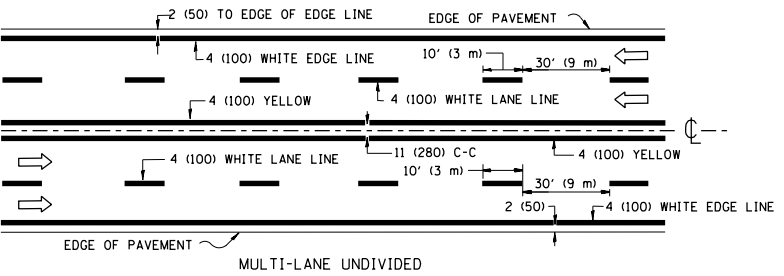 2 (50) TO EDGE OF EDGE LINE
EDGE OF PAVEMENT
4 (100) WHITE EDGE LINE
10' (3 m)
30' (9 m)
4 (100) YELLOW
4 (100) WHITE LANE LINE
℄
4 (100) WHITE LANE LINE
11 (280) C-C
4 (100) YELLOW
10' (3 m)
30' (9 m)
2 (50)
4 (100) WHITE EDGE LINE
EDGE OF PAVEMENT
MULTI-LANE UNDIVIDED